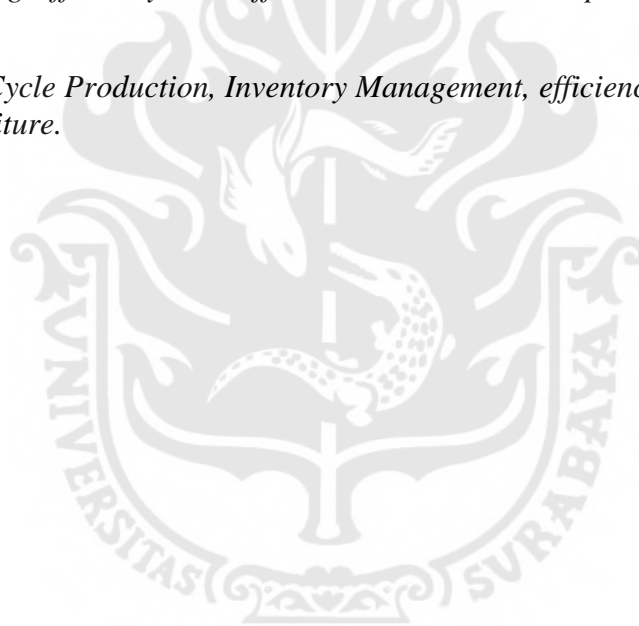 Cycle Production, Inventory Management, efficienc
iture.
UNIVERSITAS SURABAYA